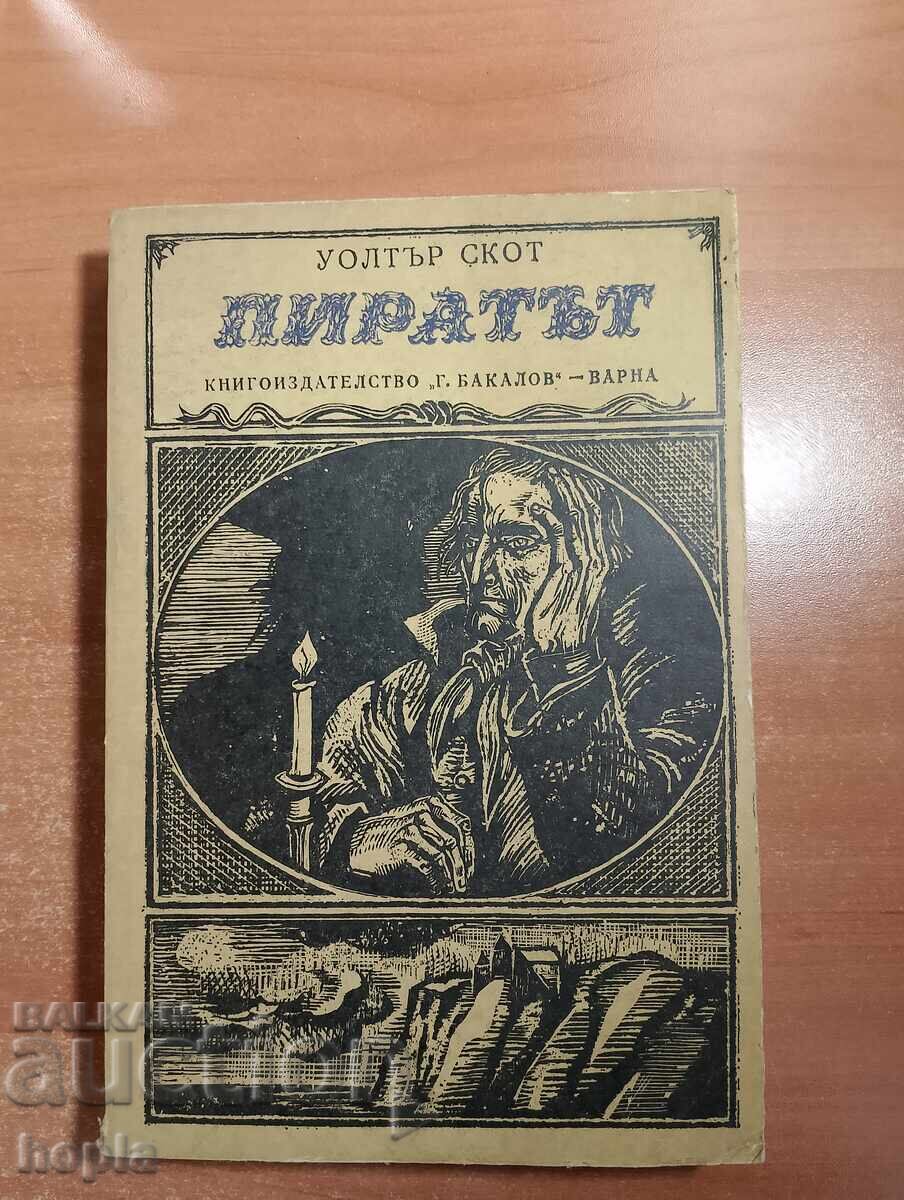 УОЛТЪР СКОТ
ПИРАТЪТ
КНИГОИЗДАТЕЛСТВО „Г. БАКАЛОВ“ — ВАРНА
BALKAN
auction
hopla